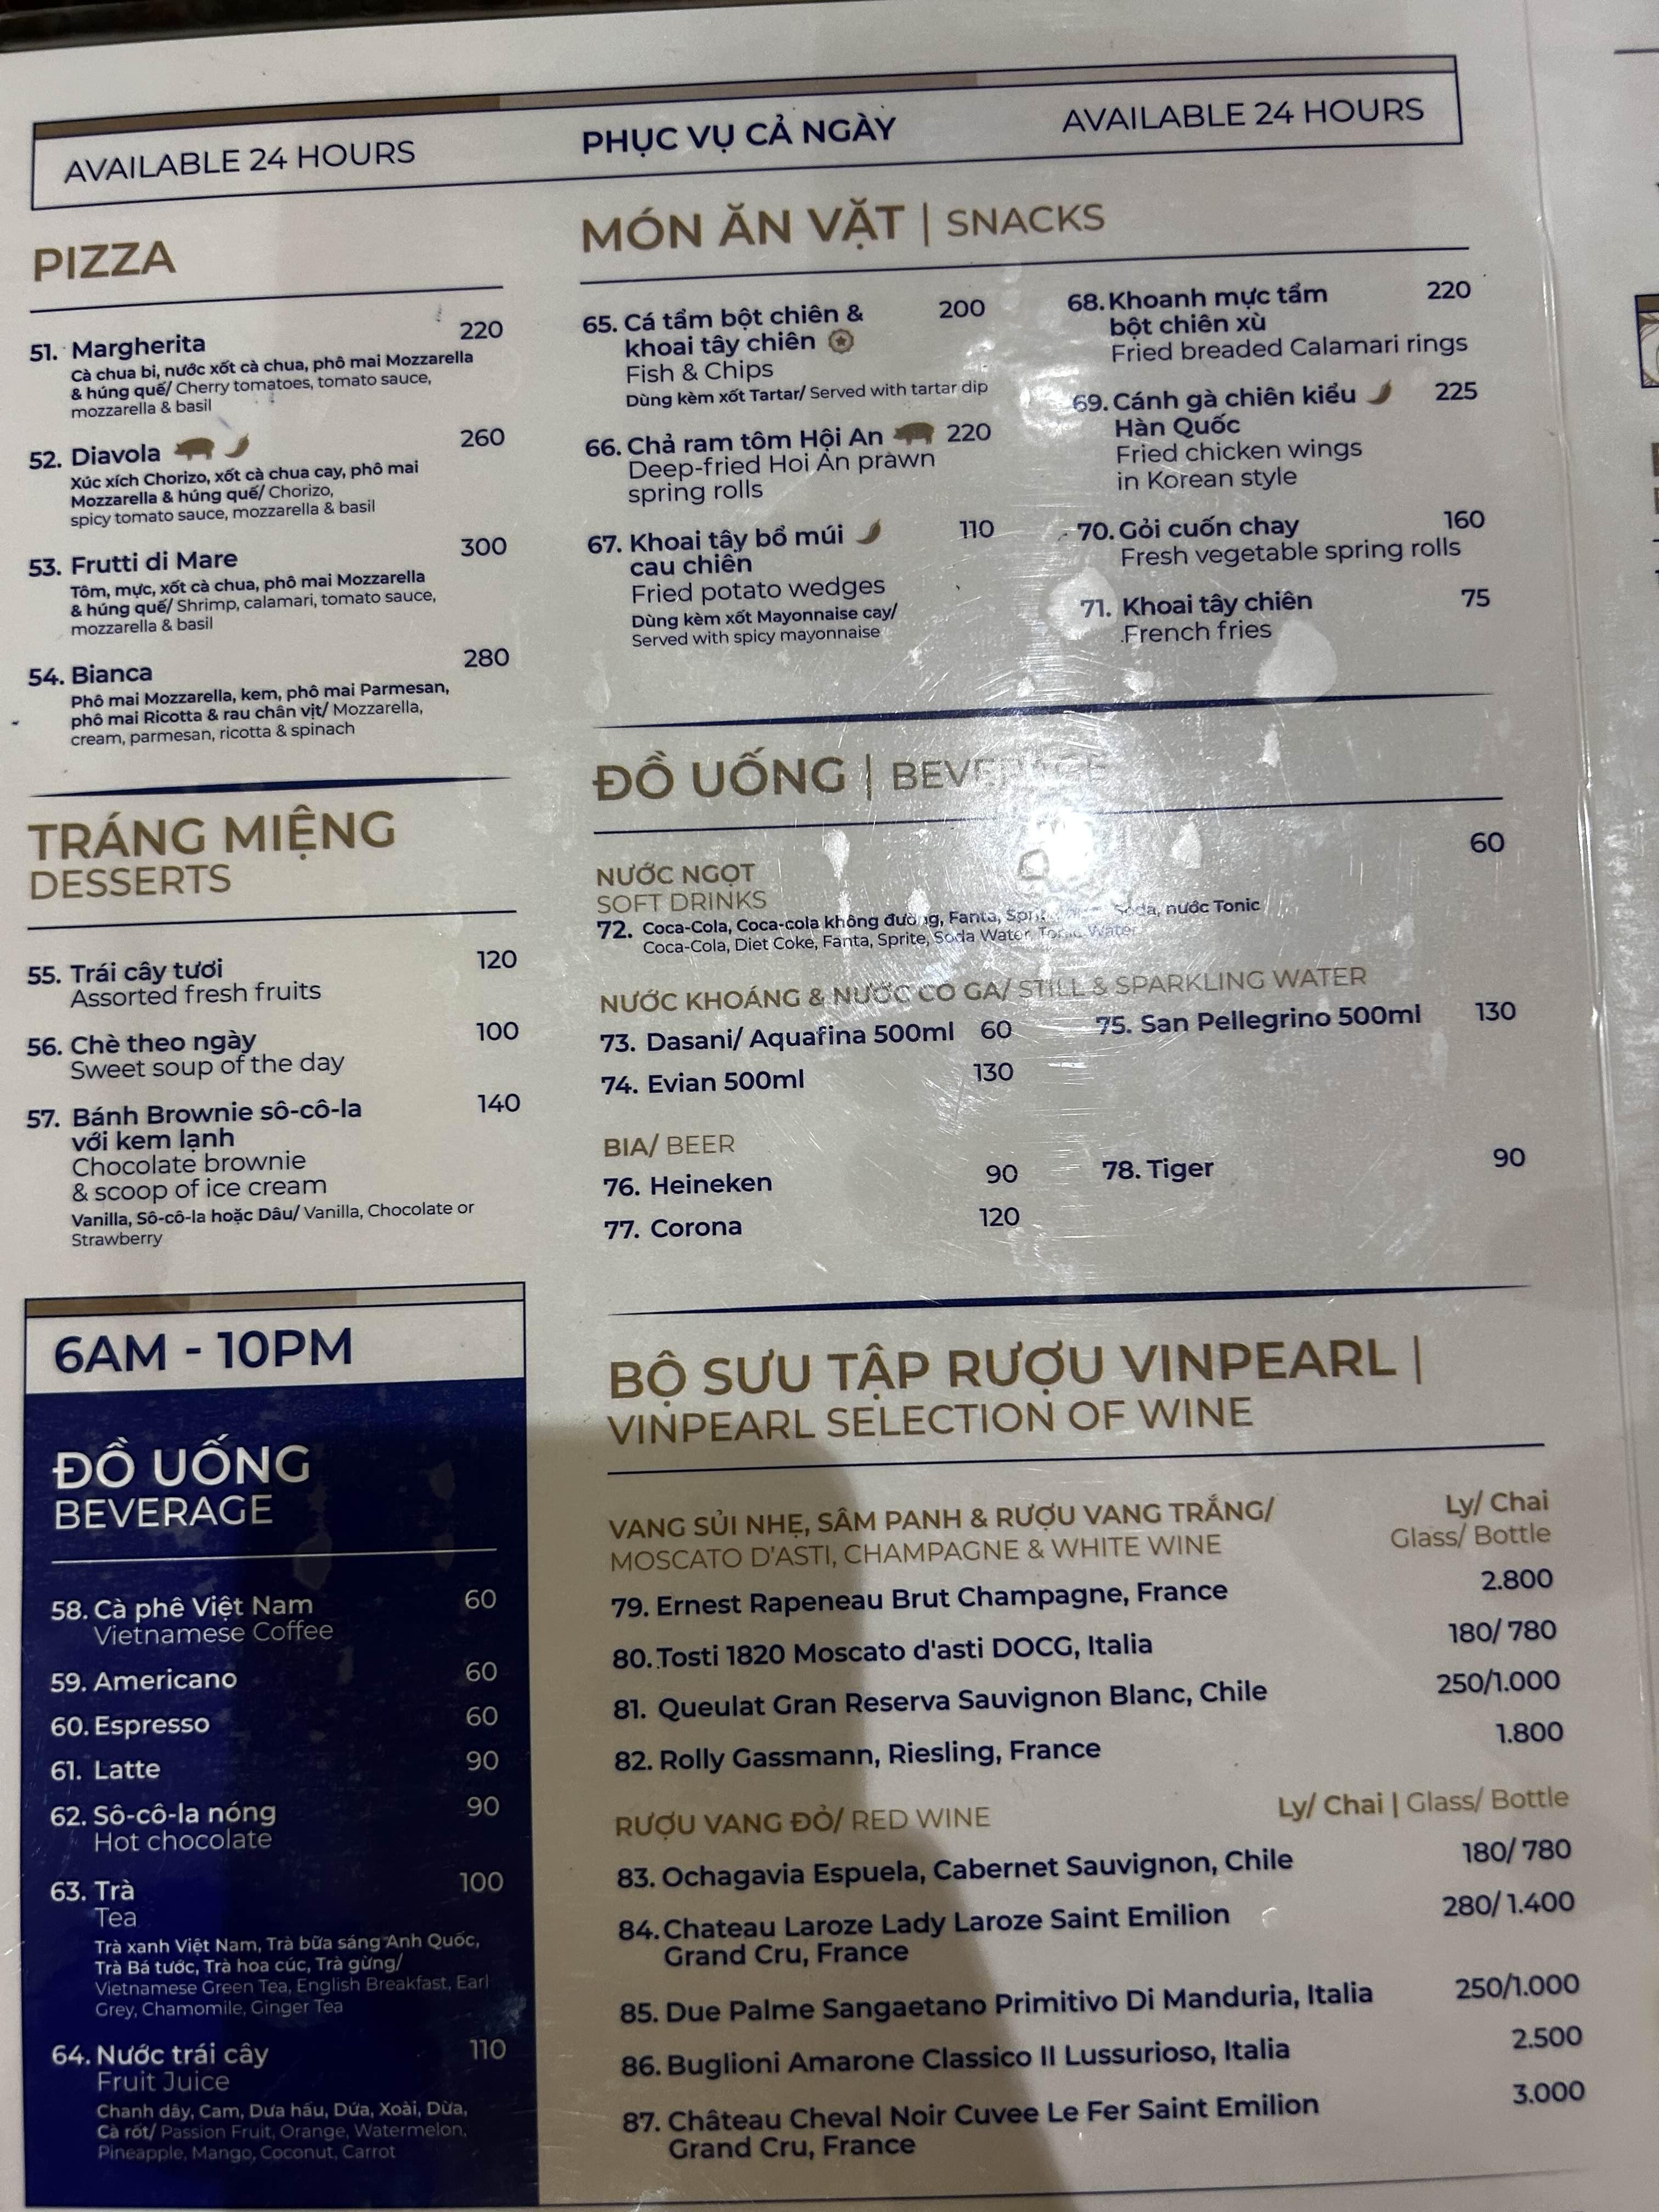 AVAILABLE 24 HOURS
PHỤC VỤ CẢ NGÀY
AVAILABLE 24 HOURS
PIZZA
51. Margherita 220
Cà chua bi, nước xốt cà chua, phô mai Mozzarella
& húng quế/ Cherry tomatoes, tomato sauce,
mozzarella & basil
52. Diavola 260
Xúc xích Chorizo, xốt cà chua cay, phô mai
Mozzarella & húng quế/ Chorizo,
spicy tomato sauce, mozzarella & basil
53. Frutti di Mare 300
Tôm, mực, xốt cà chua, phô mai Mozzarella
& húng quế/ Shrimp, calamari, tomato sauce,
mozzarella & basil
54. Bianca 280
Phô mai Mozzarella, kem, phô mai Parmesan,
phô mai Ricotta & rau chân vịt/ Mozzarella,
cream, parmesan, ricotta & spinach
TRÁNG MIỆNG
DESSERTS
55. Trái cây tươi 120
Assorted fresh fruits
56. Chè theo ngày 100
Sweet soup of the day
57. Bánh Brownie sô-cô-la 140
với kem lạnh
Chocolate brownie
& scoop of ice cream
Vanilla, Sô-cô-la hoặc Dâu/ Vanilla, Chocolate or
Strawberry
6AM - 10PM
ĐỒ UỐNG
BEVERAGE
58. Cà phê Việt Nam 60
Vietnamese Coffee
59. Americano 60
60. Espresso 60
61. Latte 90
62. Sô-cô-la nóng 90
Hot chocolate
63. Trà 100
Tea
Trà xanh Việt Nam, Trà bữa sáng Anh Quốc,
Trà Bá tước, Trà hoa cúc, Trà gừng/
Vietnamese Green Tea, English Breakfast, Earl
Grey, Chamomile, Ginger Tea
64. Nước trái cây 110
Fruit Juice
Chanh dây, Cam, Dưa hấu, Dứa, Xoài, Dừa,
Cà rốt/ Passion Fruit, Orange, Watermelon,
Pineapple, Mango, Coconut, Carrot
MÓN ĂN VẶT | SNACKS
65. Cá tẩm bột chiên & 200
khoai tây chiên
Fish & Chips
Dùng kèm xốt Tartar/ Served with tartar dip
66. Chả ram tôm Hội An 220
Deep-fried Hoi An prawn
spring rolls
67. Khoai tây bổ múi 110
cau chiên
Fried potato wedges
Dùng kèm xốt Mayonnaise cay/
Served with spicy mayonnaise
68. Khoanh mực tẩm 220
bột chiên xù
Fried breaded Calamari rings
69. Cánh gà chiên kiểu 225
Hàn Quốc
Fried chicken wings
in Korean style
70. Gỏi cuốn chay 160
Fresh vegetable spring rolls
71. Khoai tây chiên 75
French fries
ĐỒ UỐNG | BEVERAGE
NƯỚC NGỌT 60
SOFT DRINKS
72. Coca-Cola, Coca-cola không đường, Fanta, Soda, nước Tonic
Coca-Cola, Diet Coke, Fanta, Sprite, Soda Water, Tonic Water
NƯỚC KHOÁNG & NƯỚC CÓ GA/ STILL & SPARKLING WATER
73. Dasani/ Aquafina 500ml 60
74. Evian 500ml 130
75. San Pellegrino 500ml 130
BIA/ BEER
76. Heineken 90
77. Corona 120
78. Tiger 90
BỘ SƯU TẬP RƯỢU VINPEARL |
VINPEARL SELECTION OF WINE
VANG SỦI NHẸ, SÂM PANH & RƯỢU VANG TRẮNG/ Ly/ Chai
MOSCATO D'ASTI, CHAMPAGNE & WHITE WINE Glass/ Bottle
79. Ernest Rapeneau Brut Champagne, France 2.800
80. Tosti 1820 Moscato d'asti DOCG, Italia 180/ 780
81. Queulat Gran Reserva Sauvignon Blanc, Chile 250/1.000
82. Rolly Gassmann, Riesling, France 1.800
RƯỢU VANG ĐỎ/ RED WINE Ly/ Chai | Glass/ Bottle
83. Ochagavia Espuela, Cabernet Sauvignon, Chile 180/ 780
84. Chateau Laroze Lady Laroze Saint Emilion 280/ 1.400
Grand Cru, France
85. Due Palme Sangaetano Primitivo Di Manduria, Italia 250/1.000
86. Buglioni Amarone Classico II Lussurioso, Italia 2.500
87. Château Cheval Noir Cuvee Le Fer Saint Emilion 3.000
Grand Cru, France